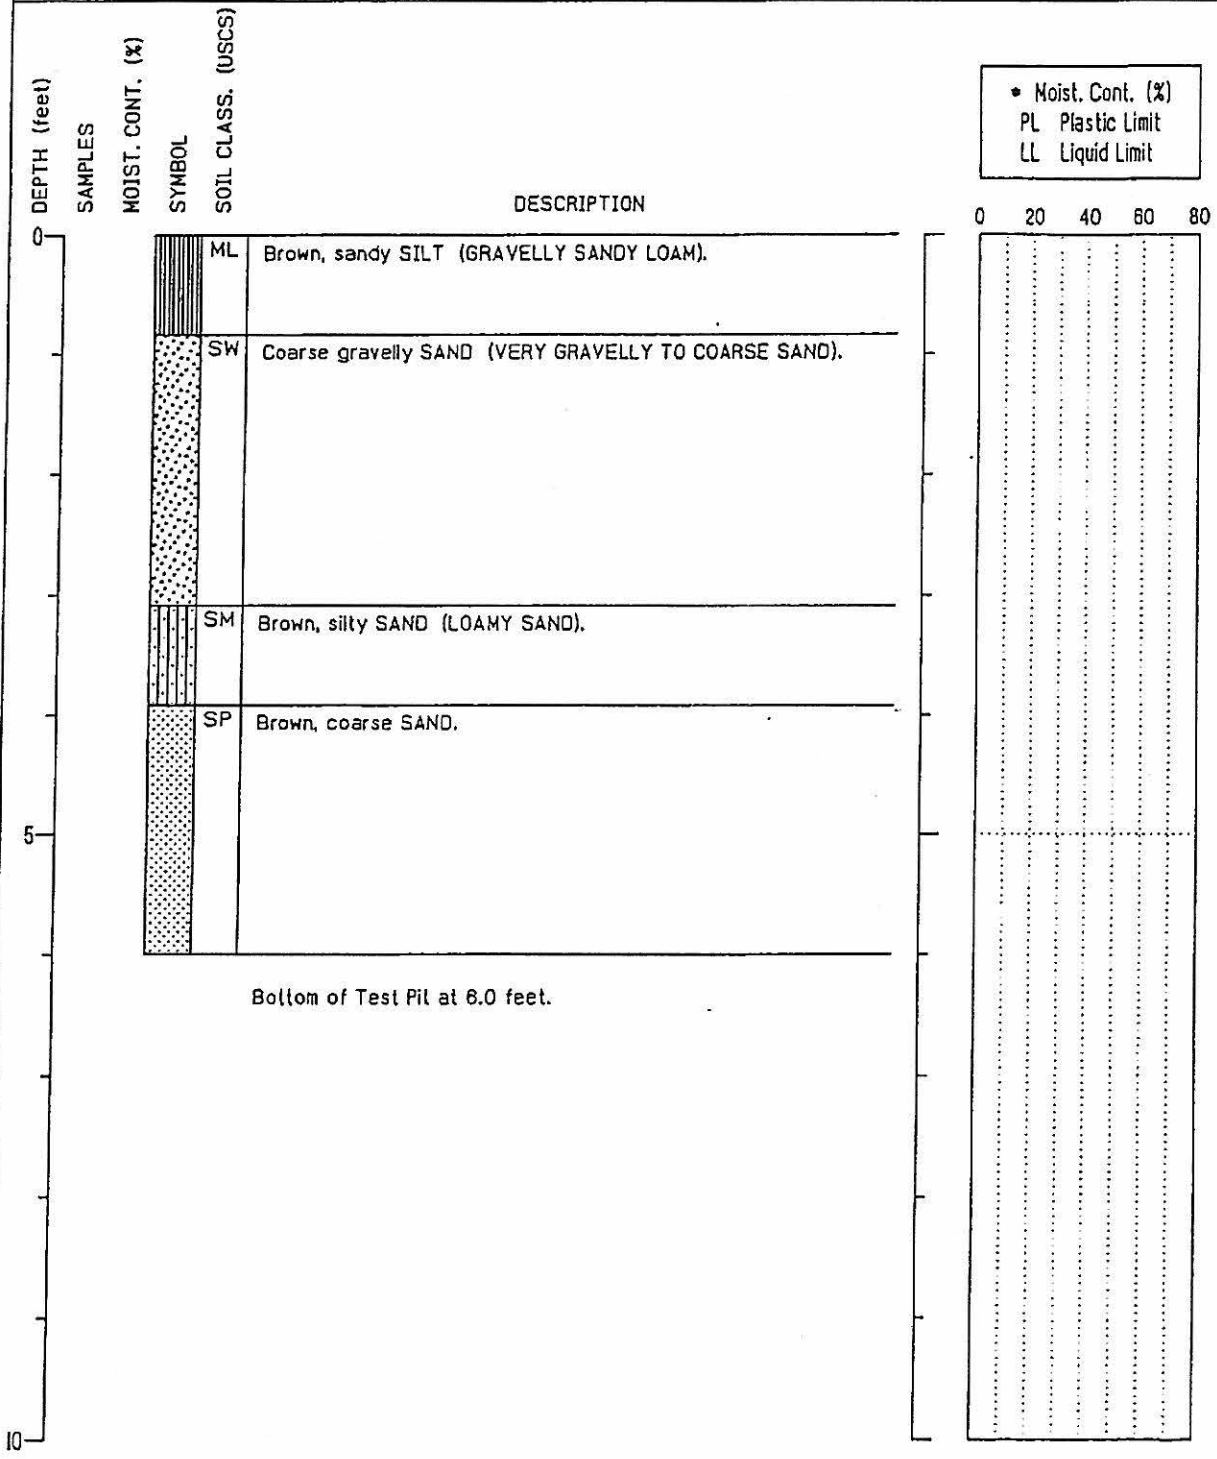 DEPTH (feet)
SAMPLES
MOIST. CONT. (%)
SYMBOL
SOIL CLASS. (USCS)
DESCRIPTION
* Moist. Cont. (%)
PL Plastic Limit
LL Liquid Limit
0 20 40 60 80
0
ML Brown, sandy SILT (GRAVELLY SANDY LOAM).
SW Coarse gravelly SAND (VERY GRAVELLY TO COARSE SAND).
SM Brown, silty SAND (LOAMY SAND).
SP Brown, coarse SAND.
5
Bottom of Test Pit at 6.0 feet.
10